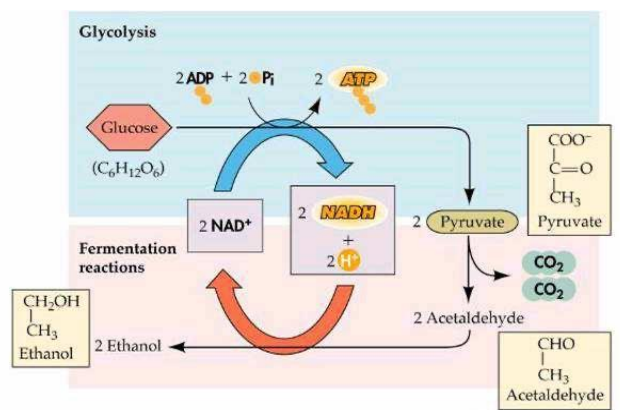 Glycolysis
2 ADP + 2 Pi
2 ATP
Glucose
(C₆H₁₂O₆)
COO⁻
C=O
CH₃
Pyruvate
2 NAD⁺
2 NADH
+
2 H⁺
2 Pyruvate
Fermentation
reactions
CO₂
CO₂
CH₂OH
CH₃
Ethanol
2 Ethanol
2 Acetaldehyde
CHO
CH₃
Acetaldehyde